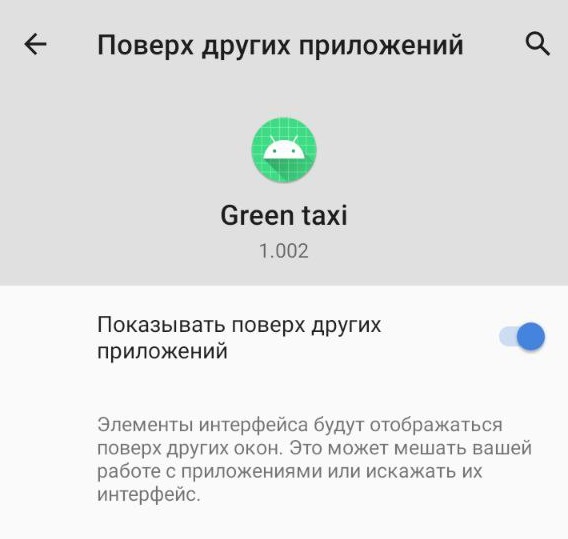 Поверх других приложений
Green taxi
1.002
Показывать поверх других
приложений
Элементы интерфейса будут отображаться
поверх других окон. Это может мешать вашей
работе с приложениями или искажать их
интерфейс.